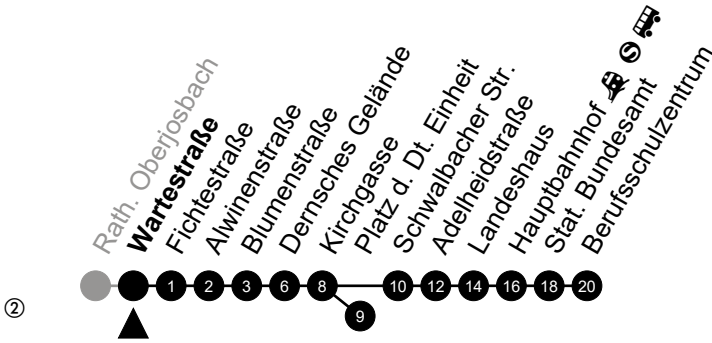 Rath. Oberjosbach
Wartestraße
Fichtestraße
Alwinenstraße
Blumenstraße
Dernsches Gelände
Kirchgasse
Platz d. Dt. Einheit
Schwalbacher Str.
Adelheidstraße
Landeshaus
Hauptbahnhof S
Stat. Bundesamt
Berufsschulzentrum
② 1 2 3 6 8 10 12 14 16 18 20
9